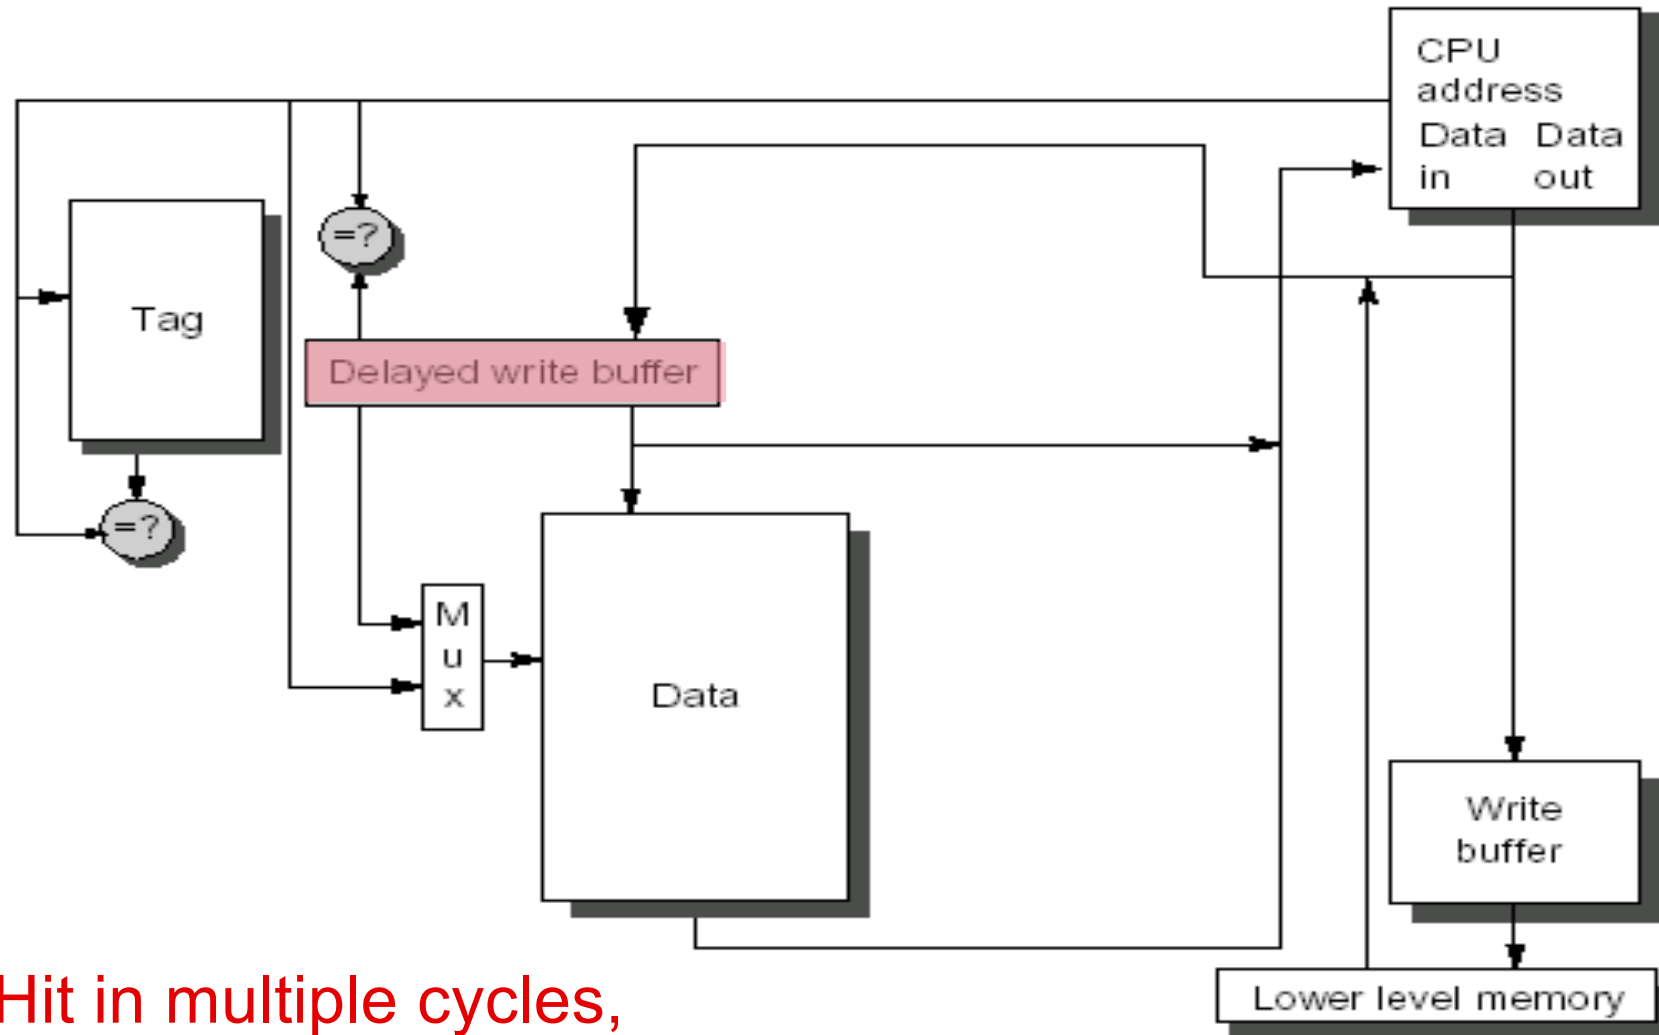 CPU
address
Data Data
in out
=?
Tag
Delayed write buffer
=?
M
u
x
Data
Write
buffer
Hit in multiple cycles,
Lower level memory